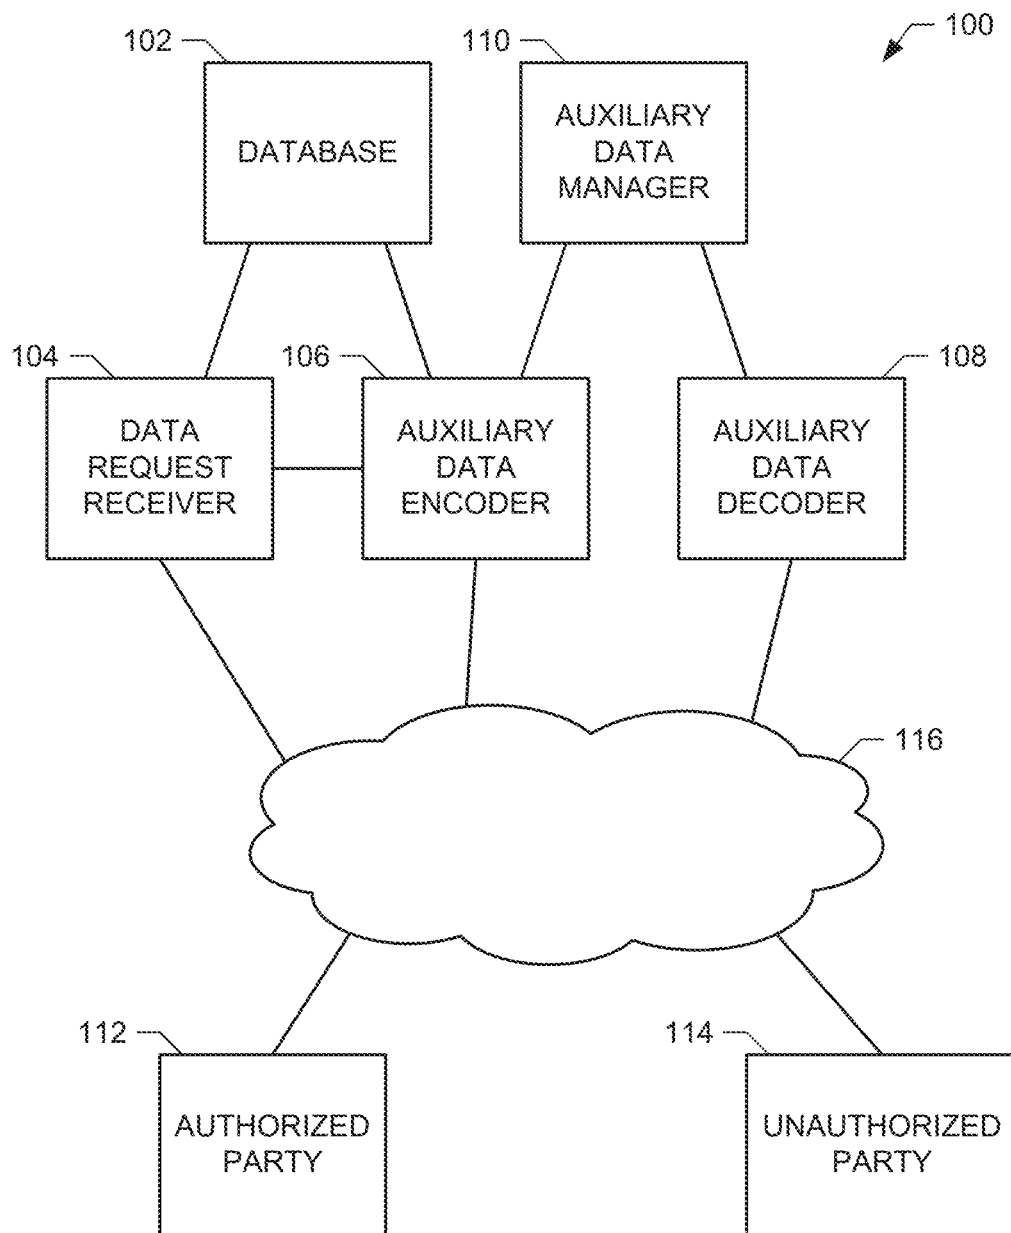 100
102
110
DATABASE
AUXILIARY
DATA
MANAGER
104
106
108
DATA
REQUEST
RECEIVER
AUXILIARY
DATA
ENCODER
AUXILIARY
DATA
DECODER
116
112
114
AUTHORIZED
PARTY
UNAUTHORIZED
PARTY